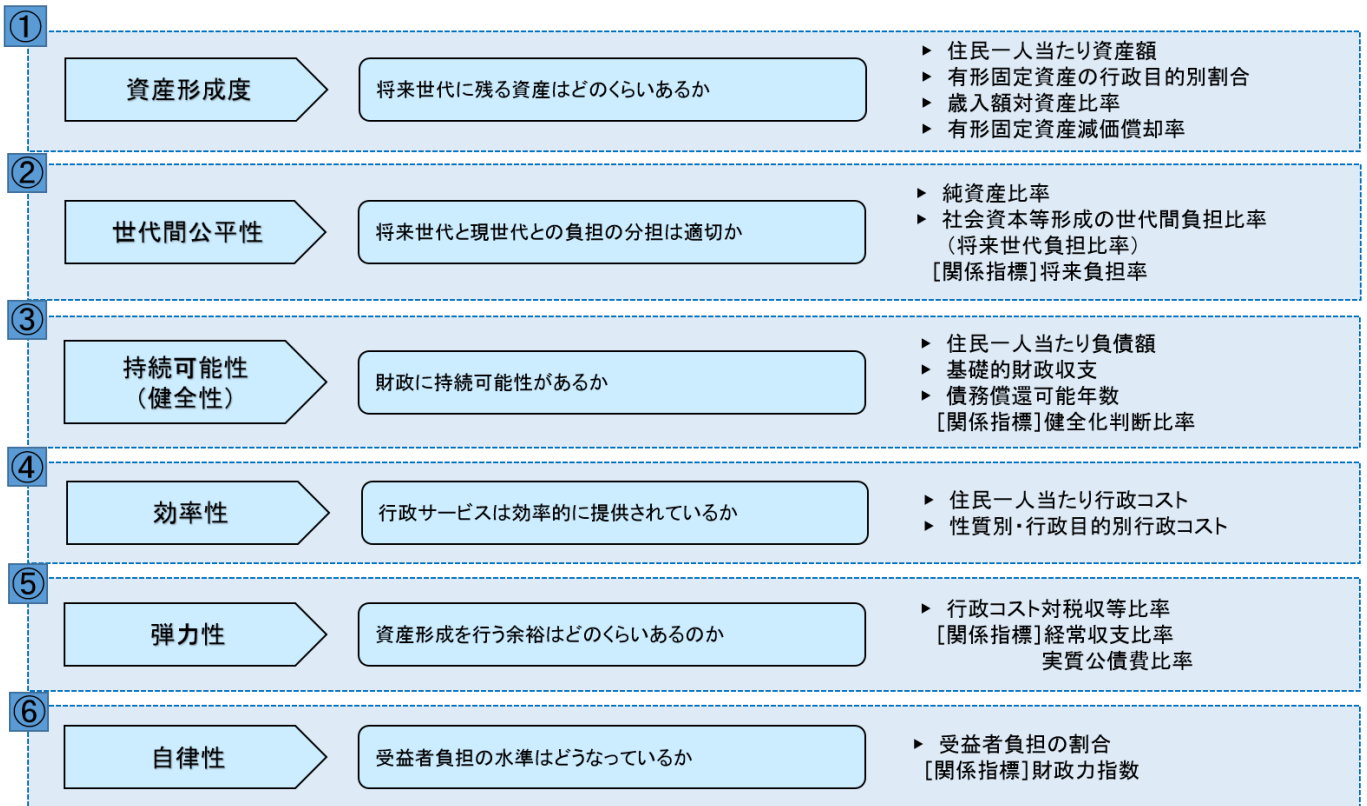 ①
資産形成度
将来世代に残る資産はどのくらいあるか
▶ 住民一人当たり資産額
▶ 有形固定資産の行政目的別割合
▶ 歳入額対資産比率
▶ 有形固定資産減価償却率
②
世代間公平性
将来世代と現世代との負担の分担は適切か
▶ 純資産比率
▶ 社会資本等形成の世代間負担比率
（将来世代負担比率）
[関係指標]将来負担率
③
持続可能性
（健全性）
財政に持続可能性があるか
▶ 住民一人当たり負債額
▶ 基礎的財政収支
▶ 債務償還可能年数
[関係指標]健全化判断比率
④
効率性
行政サービスは効率的に提供されているか
▶ 住民一人当たり行政コスト
▶ 性質別・行政目的別行政コスト
⑤
弾力性
資産形成を行う余裕はどのくらいあるのか
▶ 行政コスト対税収等比率
[関係指標]経常収支比率
実質公債費比率
⑥
自律性
受益者負担の水準はどうなっているか
▶ 受益者負担の割合
[関係指標]財政力指数